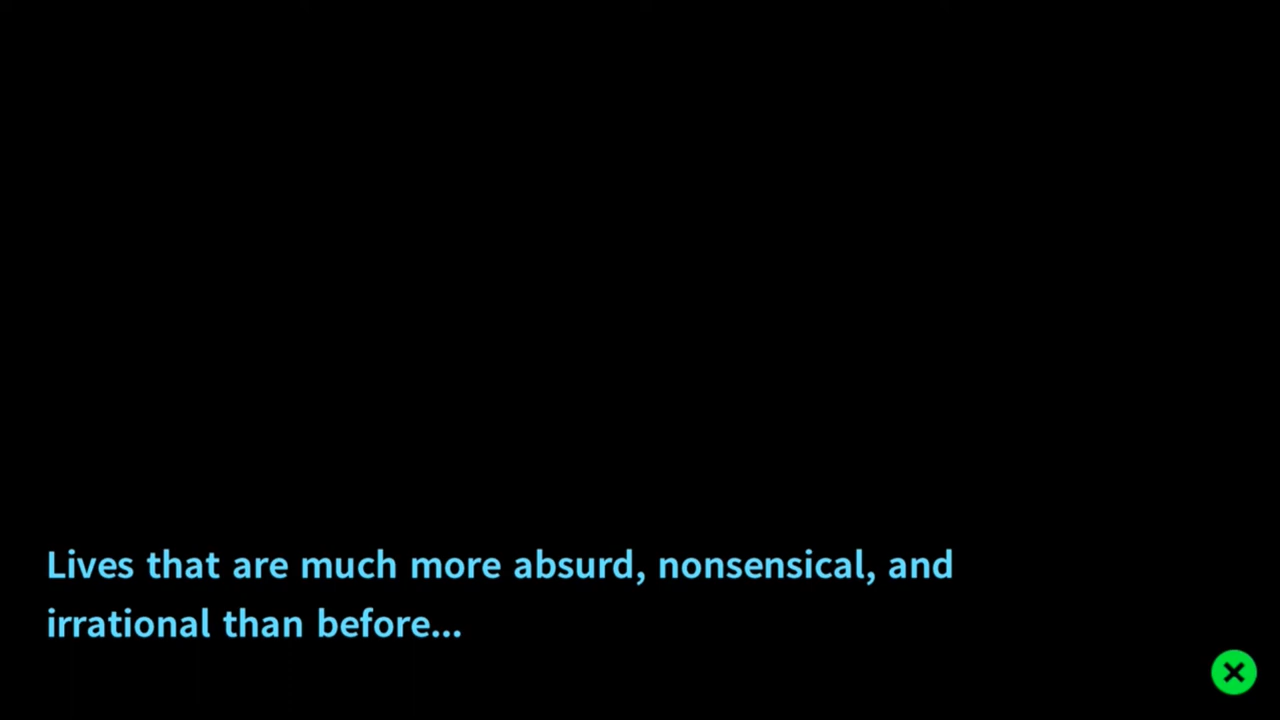 Lives that are much more absurd, nonsensical, and
irrational than before...